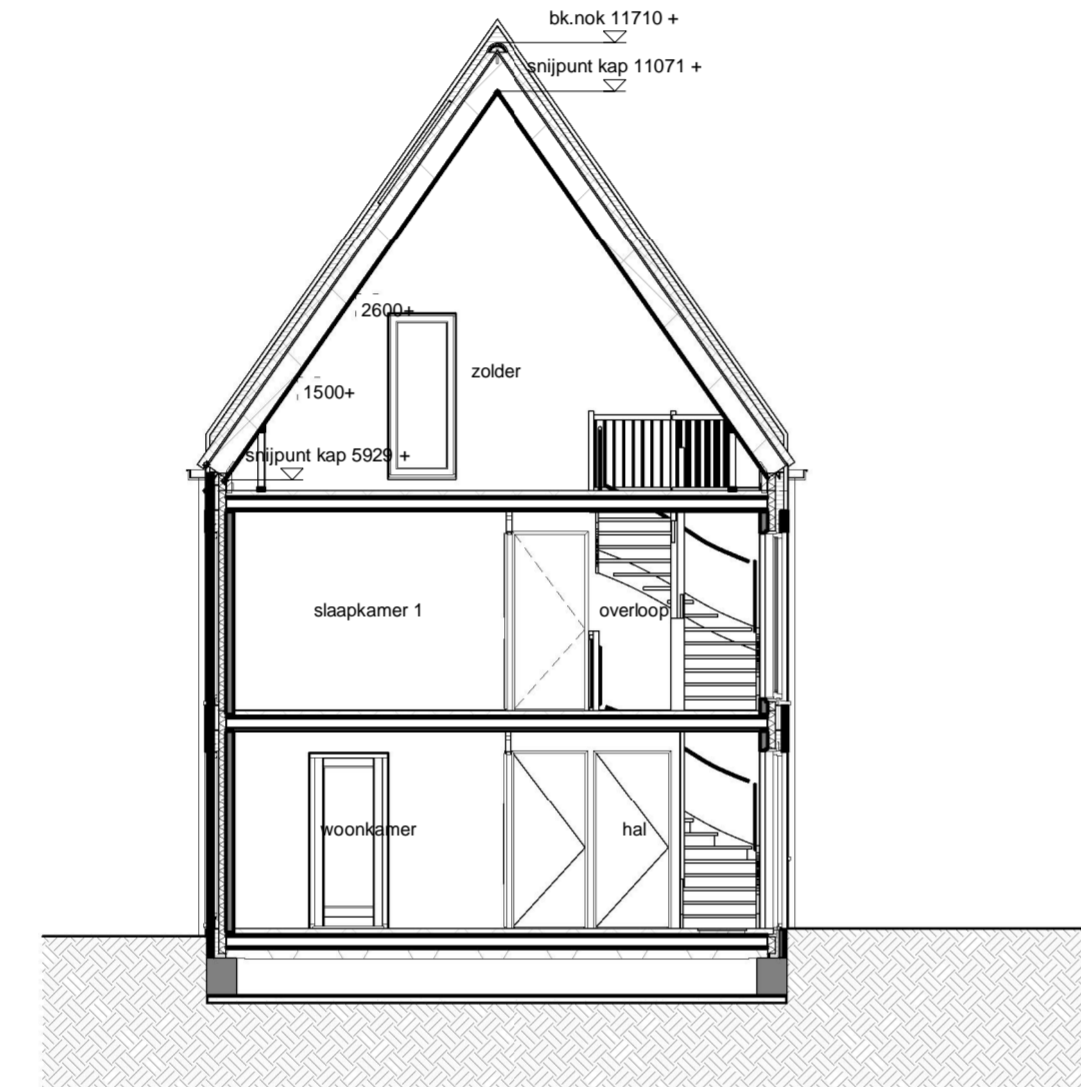 bk.nok 11710 +
snijpunt kap 11071 +
2600+
zolder
1500+
snijpunt kap 5929 +
slaapkamer 1
overloop
woonkamer
hal